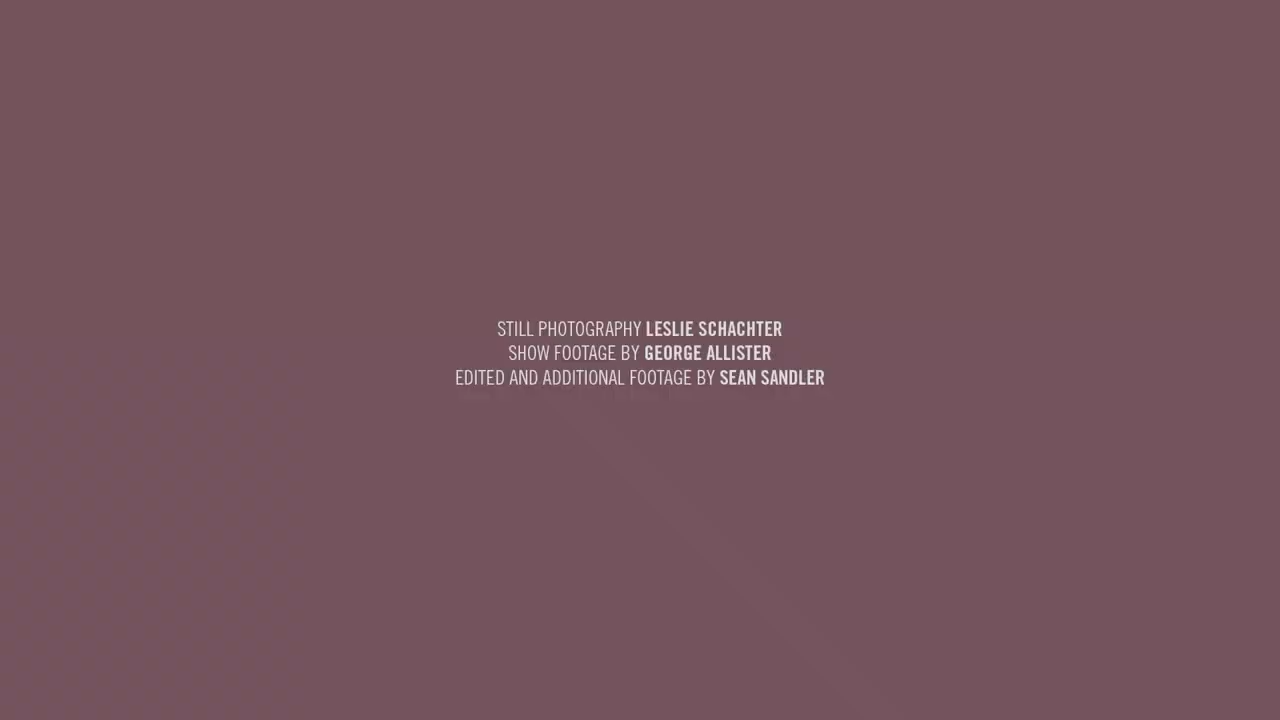 STILL PHOTOGRAPHY LESLIE SCHACHTER
SHOW FOOTAGE BY GEORGE ALLISTER
EDITED AND ADDITIONAL FOOTAGE BY SEAN SANDLER